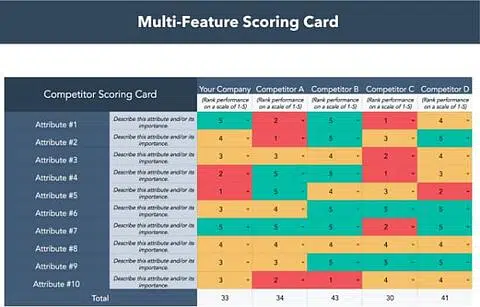 Multi-Feature Scoring Card
Competitor Scoring Card
Your Company Competitor A Competitor B Competitor C Competitor D
(Rank performance (Rank performance (Rank performance (Rank performance (Rank performance
on a scale of 1-5) on a scale of 1-5) on a scale of 1-5) on a scale of 1-5) on a scale of 1-5)
Attribute #1 Describe this attribute and/or its importance. 5 2 5 1 4
Attribute #2 Describe this attribute and/or its importance. 4 1 5 3 5
Attribute #3 Describe this attribute and/or its importance. 3 3 4 2 4
Attribute #4 Describe this attribute and/or its importance. 2 5 5 1 3
Attribute #5 Describe this attribute and/or its importance. 1 5 4 3 2
Attribute #6 Describe this attribute and/or its importance. 3 4 5 5 5
Attribute #7 Describe this attribute and/or its importance. 5 5 5 2 5
Attribute #8 Describe this attribute and/or its importance. 4 4 4 4 4
Attribute #9 Describe this attribute and/or its importance. 3 3 5 5 5
Attribute #10 Describe this attribute and/or its importance. 3 2 1 4 4
Total 33 34 43 30 41